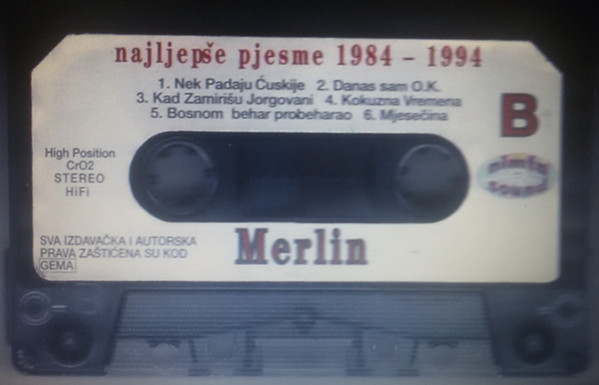 najljepše pjesme 1984 - 1994
1. Nek Padaju Ćuskije 2. Danas sam O.K.
3. Kad Zamirišu Jorgovani 4. Kokuzna Vremena
5. Bosnom behar probeharao 6. Mjesečina
B
High Position
CrO2
STEREO
HiFi
nimfa
sound
SVA IZDAVAČKA I AUTORSKA
PRAVA ZAŠTIĆENA SU KOD
GEMA
Merlin